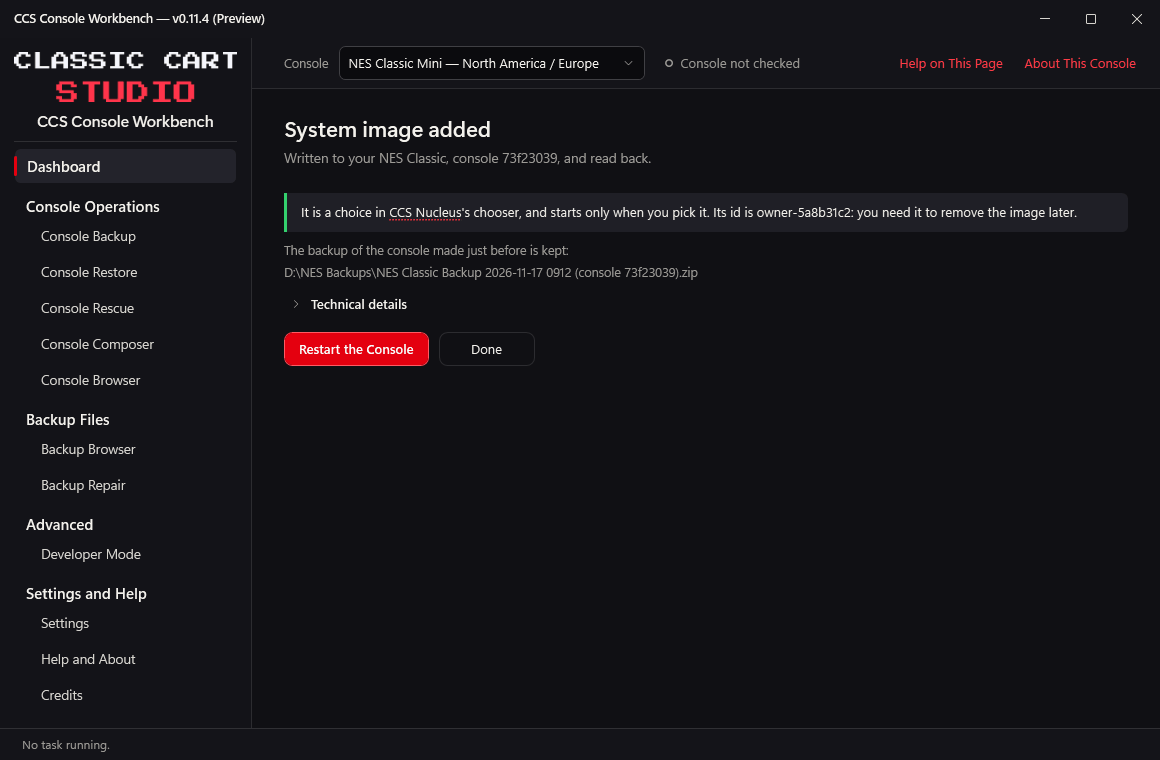 CCS Console Workbench — v0.11.4 (Preview)
CLASSIC CART
STUDIO
CCS Console Workbench
Dashboard
Console Operations
Console Backup
Console Restore
Console Rescue
Console Composer
Console Browser
Backup Files
Backup Browser
Backup Repair
Advanced
Developer Mode
Settings and Help
Settings
Help and About
Credits
Console NES Classic Mini — North America / Europe Console not checked Help on This Page About This Console
System image added
Written to your NES Classic, console 73f23039, and read back.
It is a choice in CCS Nucleus's chooser, and starts only when you pick it. Its id is owner-5a8b31c2: you need it to remove the image later.
The backup of the console made just before is kept:
D:\NES Backups\NES Classic Backup 2026-11-17 0912 (console 73f23039).zip
Technical details
Restart the Console Done
No task running.